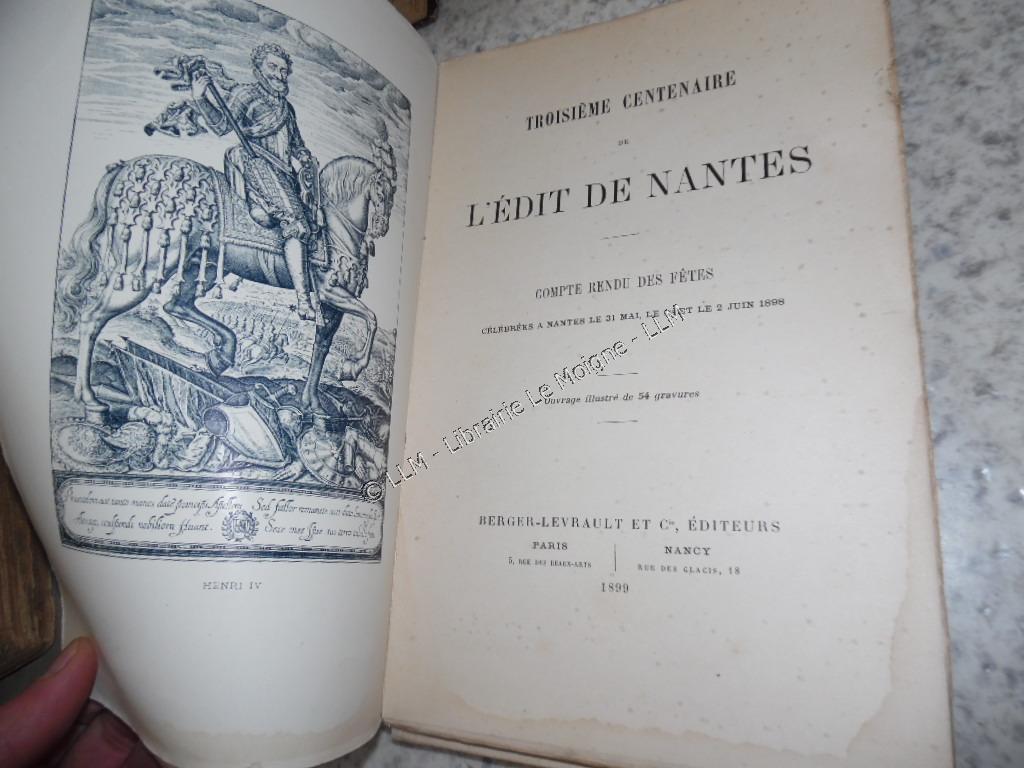 HENRI IV
TROISIÈME CENTENAIRE
DE
L'ÉDIT DE NANTES
COMPTE RENDU DES FÊTES
CÉLÉBRÉES A NANTES LE 31 MAI, LE ET LE 2 JUIN 1898
Ouvrage illustré de 54 gravures
BERGER-LEVRAULT ET Cie, ÉDITEURS
PARIS
5, RUE DES BEAUX-ARTS
NANCY
RUE DES GLACIS, 18
1899
© LLM - Librairie Le Moigne - LLM